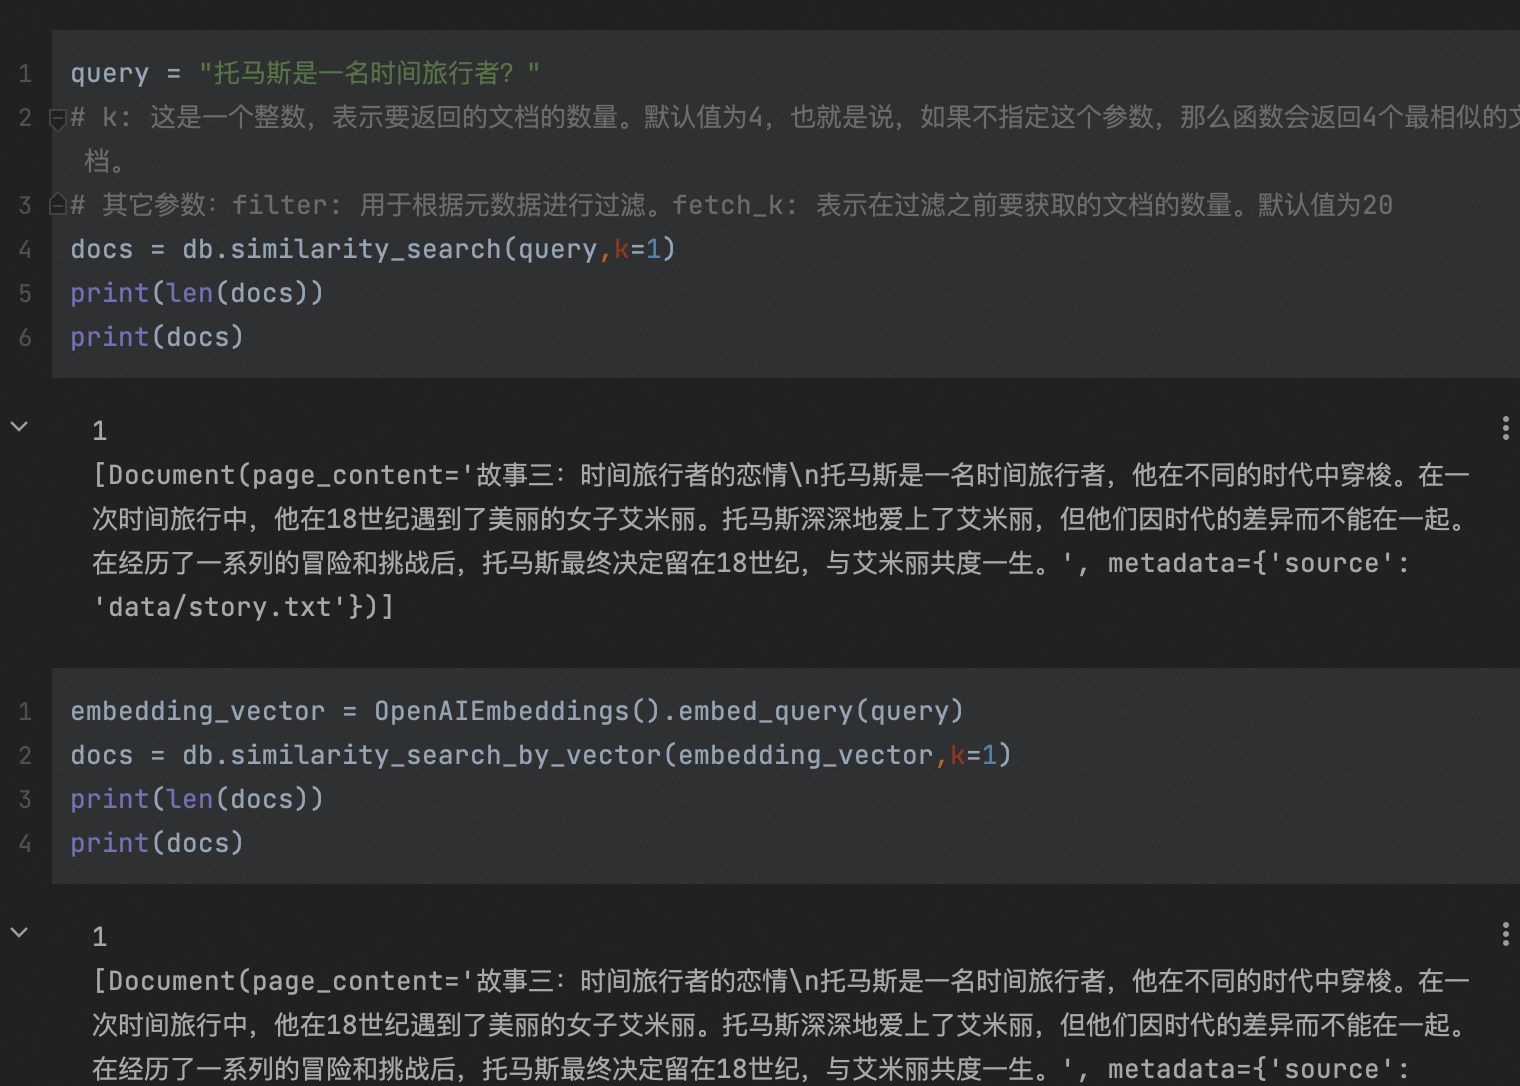 1 query = "托马斯是一名时间旅行者？"
2 # k: 这是一个整数，表示要返回的文档的数量。默认值为4，也就是说，如果不指定这个参数，那么函数会返回4个最相似的文
档。
3 # 其它参数：filter: 用于根据元数据进行过滤。fetch_k: 表示在过滤之前要获取的文档的数量。默认值为20
4 docs = db.similarity_search(query,k=1)
5 print(len(docs))
6 print(docs)
1
[Document(page_content='故事三：时间旅行者的恋情\n托马斯是一名时间旅行者，他在不同的时代中穿梭。在一
次时间旅行中，他在18世纪遇到了美丽的女子艾米丽。托马斯深深地爱上了艾米丽，但他们因时代的差异而不能在一起。
在经历了一系列的冒险和挑战后，托马斯最终决定留在18世纪，与艾米丽共度一生。', metadata={'source':
'data/story.txt'})]
1 embedding_vector = OpenAIEmbeddings().embed_query(query)
2 docs = db.similarity_search_by_vector(embedding_vector,k=1)
3 print(len(docs))
4 print(docs)
1
[Document(page_content='故事三：时间旅行者的恋情\n托马斯是一名时间旅行者，他在不同的时代中穿梭。在一
次时间旅行中，他在18世纪遇到了美丽的女子艾米丽。托马斯深深地爱上了艾米丽，但他们因时代的差异而不能在一起。
在经历了一系列的冒险和挑战后，托马斯最终决定留在18世纪，与艾米丽共度一生。', metadata={'source':